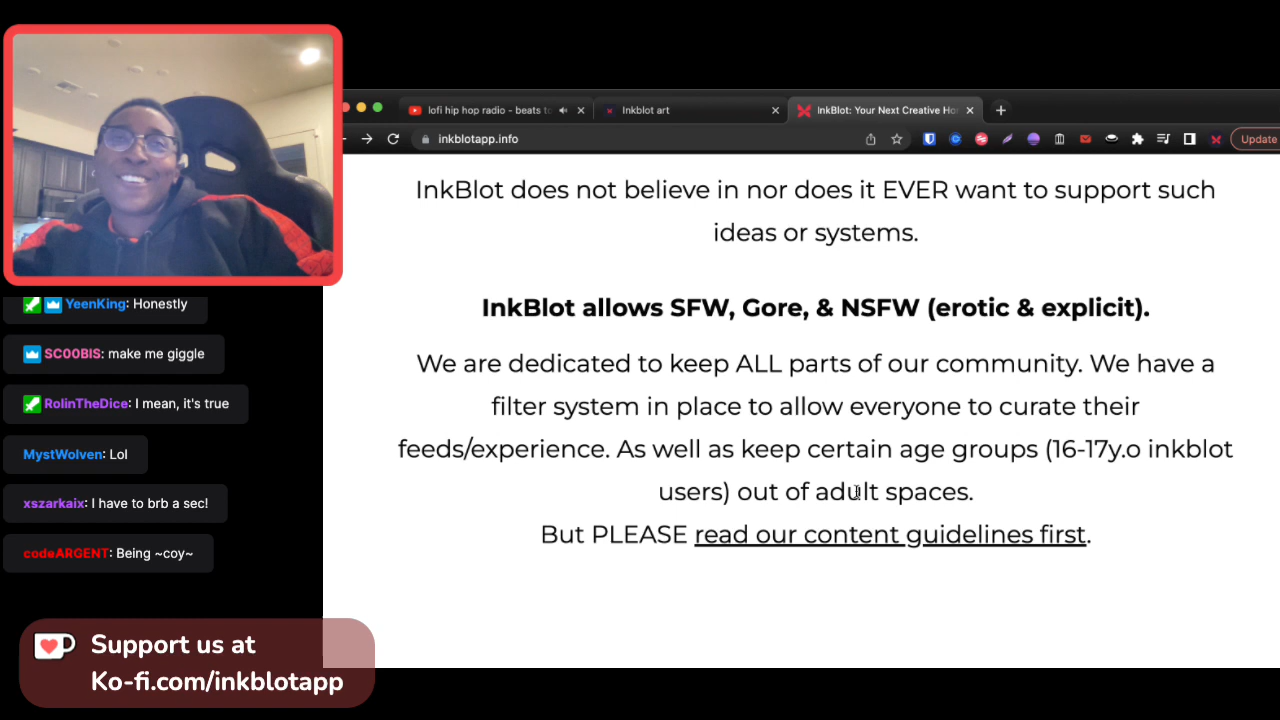 lofi hip hop radio - beats to
Inkblot art
InkBlot: Your Next Creative Ho
inkblotapp.info
Update
InkBlot does not believe in nor does it EVER want to support such
ideas or systems.
InkBlot allows SFW, Gore, & NSFW (erotic & explicit).
We are dedicated to keep ALL parts of our community. We have a
filter system in place to allow everyone to curate their
feeds/experience. As well as keep certain age groups (16-17y.o inkblot
users) out of adult spaces.
But PLEASE read our content guidelines first.
YeenKing: Honestly
SC00BIS: make me giggle
RolinTheDice: I mean, it's true
MystWolven: Lol
xszarkaix: I have to brb a sec!
codeARGENT: Being ~coy~
Support us at
Ko-fi.com/inkblotapp